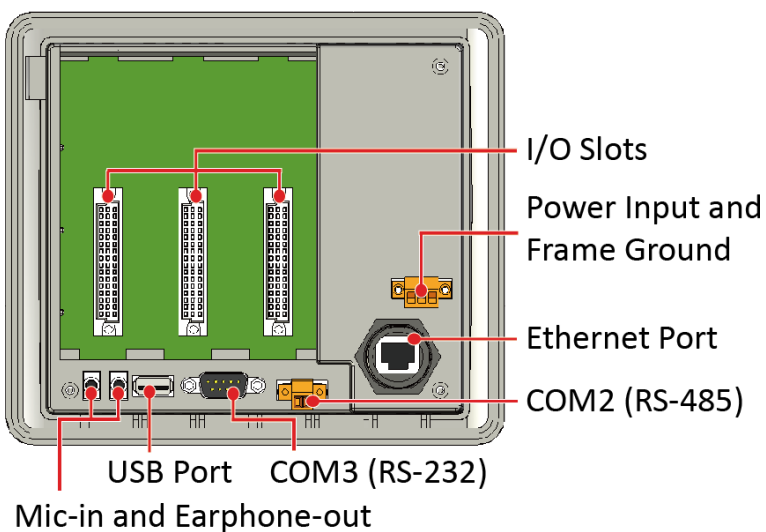 I/O Slots
Power Input and
Frame Ground
Ethernet Port
COM2 (RS-485)
USB Port
COM3 (RS-232)
Mic-in and Earphone-out